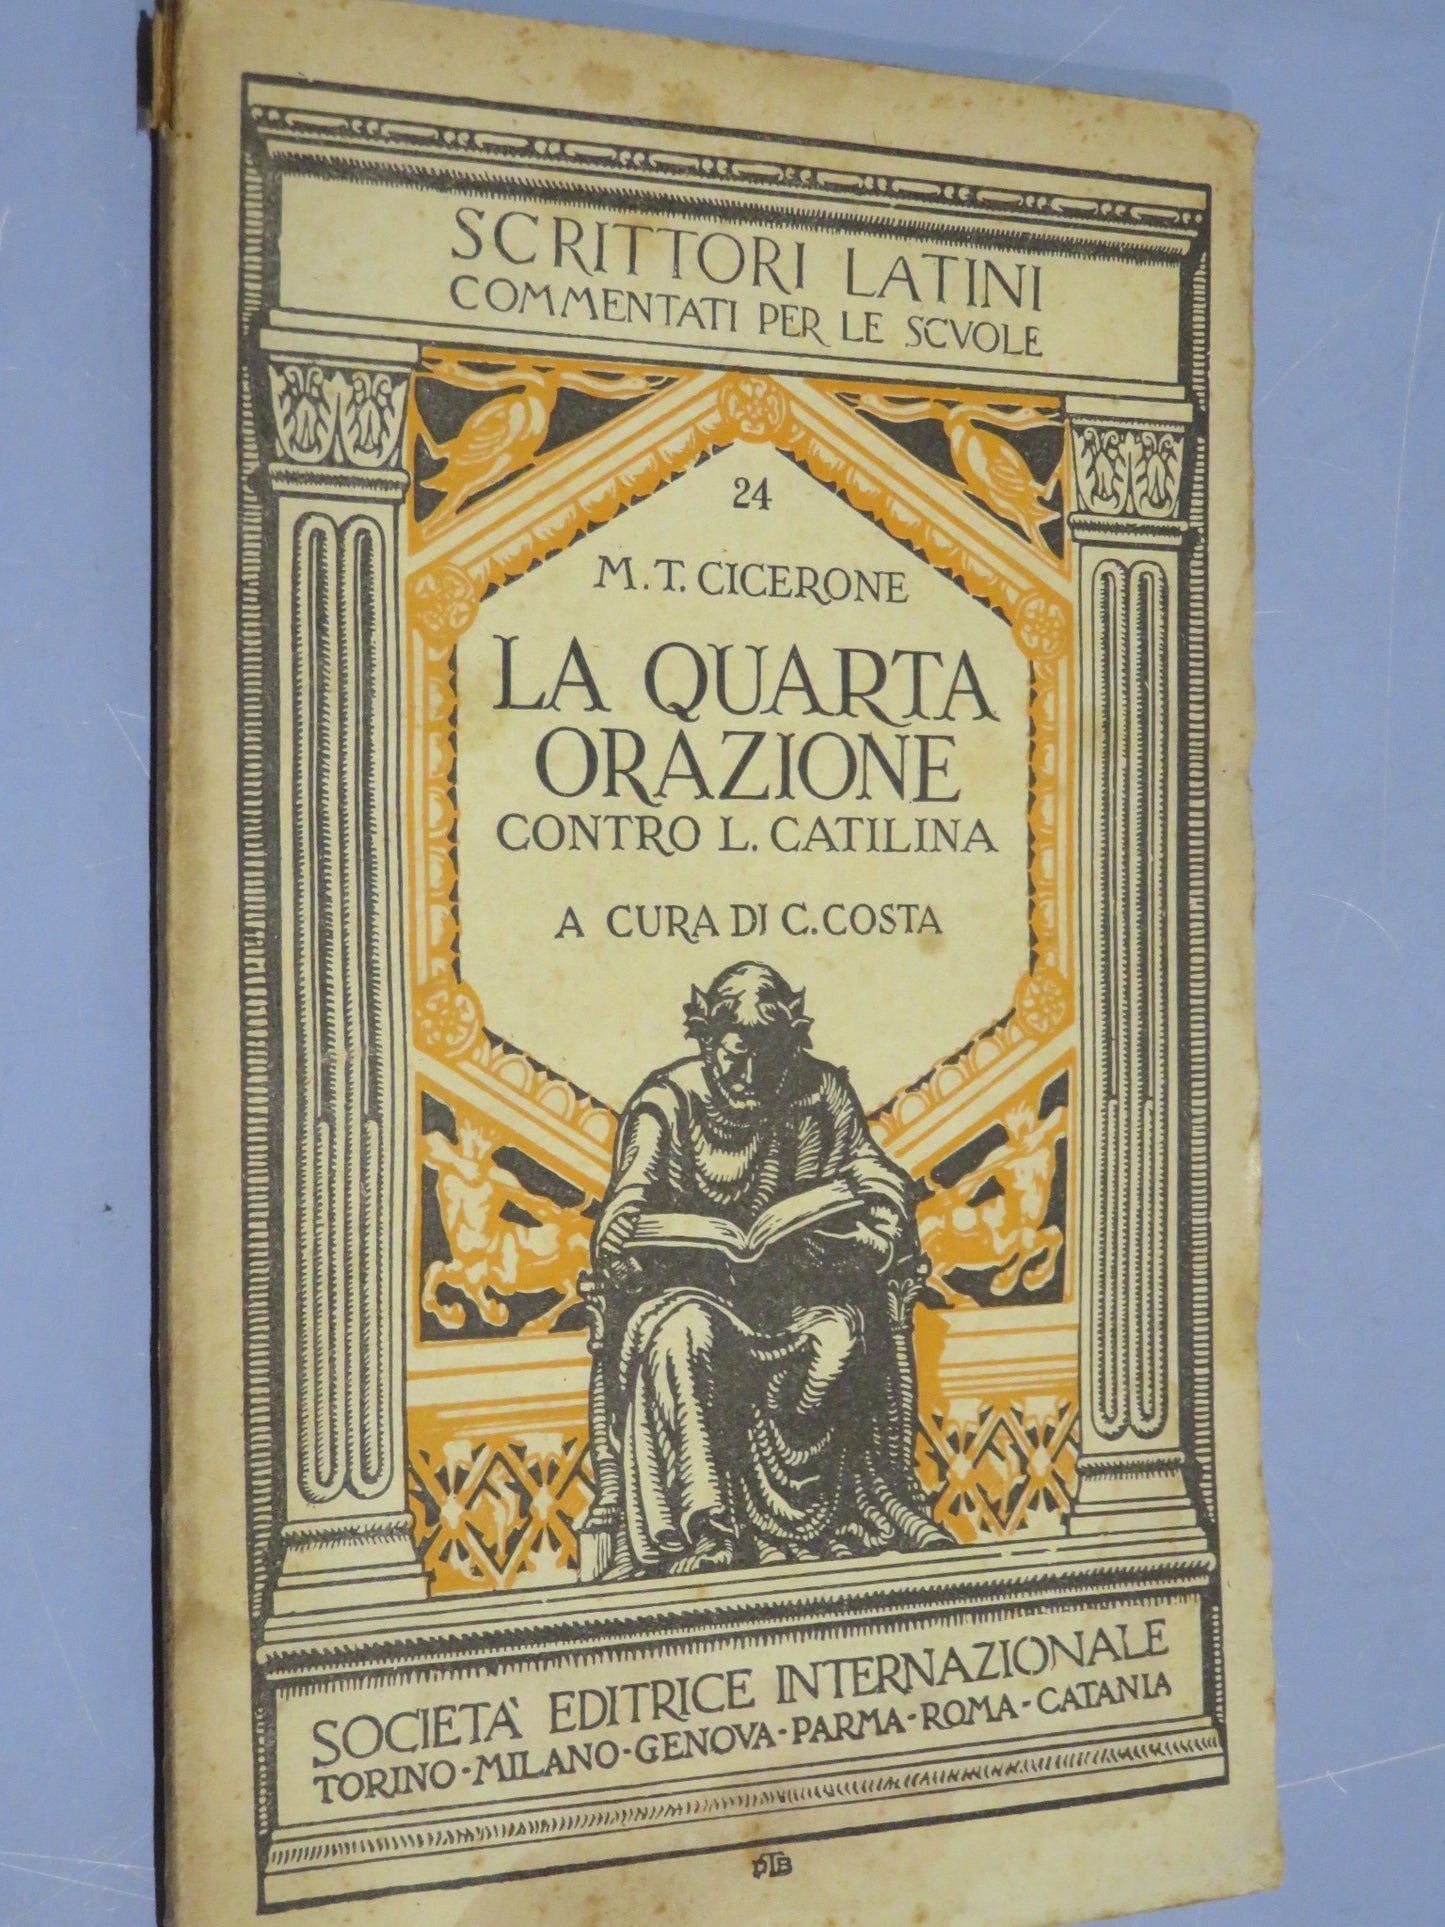 SCRITTORI LATINI
COMMENTATI PER LE SCVOLE
24
M. T. CICERONE
LA QUARTA
ORAZIONE
CONTRO L. CATILINA
A CURA DI C. COSTA
SOCIETÀ EDITRICE INTERNAZIONALE
TORINO - MILANO - GENOVA - PARMA - ROMA - CATANIA